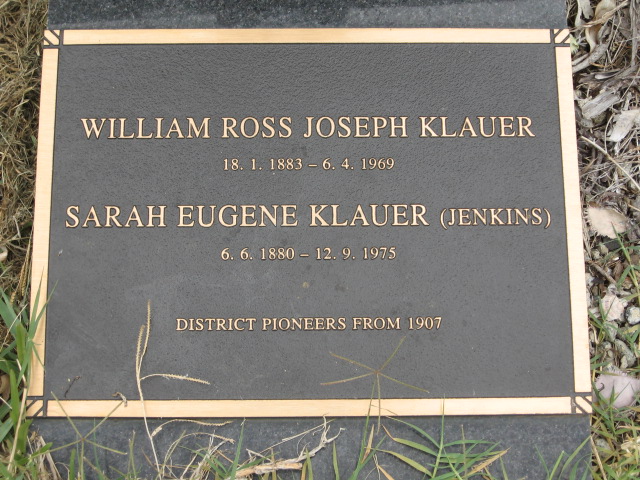 WILLIAM ROSS JOSEPH KLAUER
18. 1. 1883 – 6. 4. 1969
SARAH EUGENE KLAUER (JENKINS)
6. 6. 1880 – 12. 9. 1975
DISTRICT PIONEERS FROM 1907